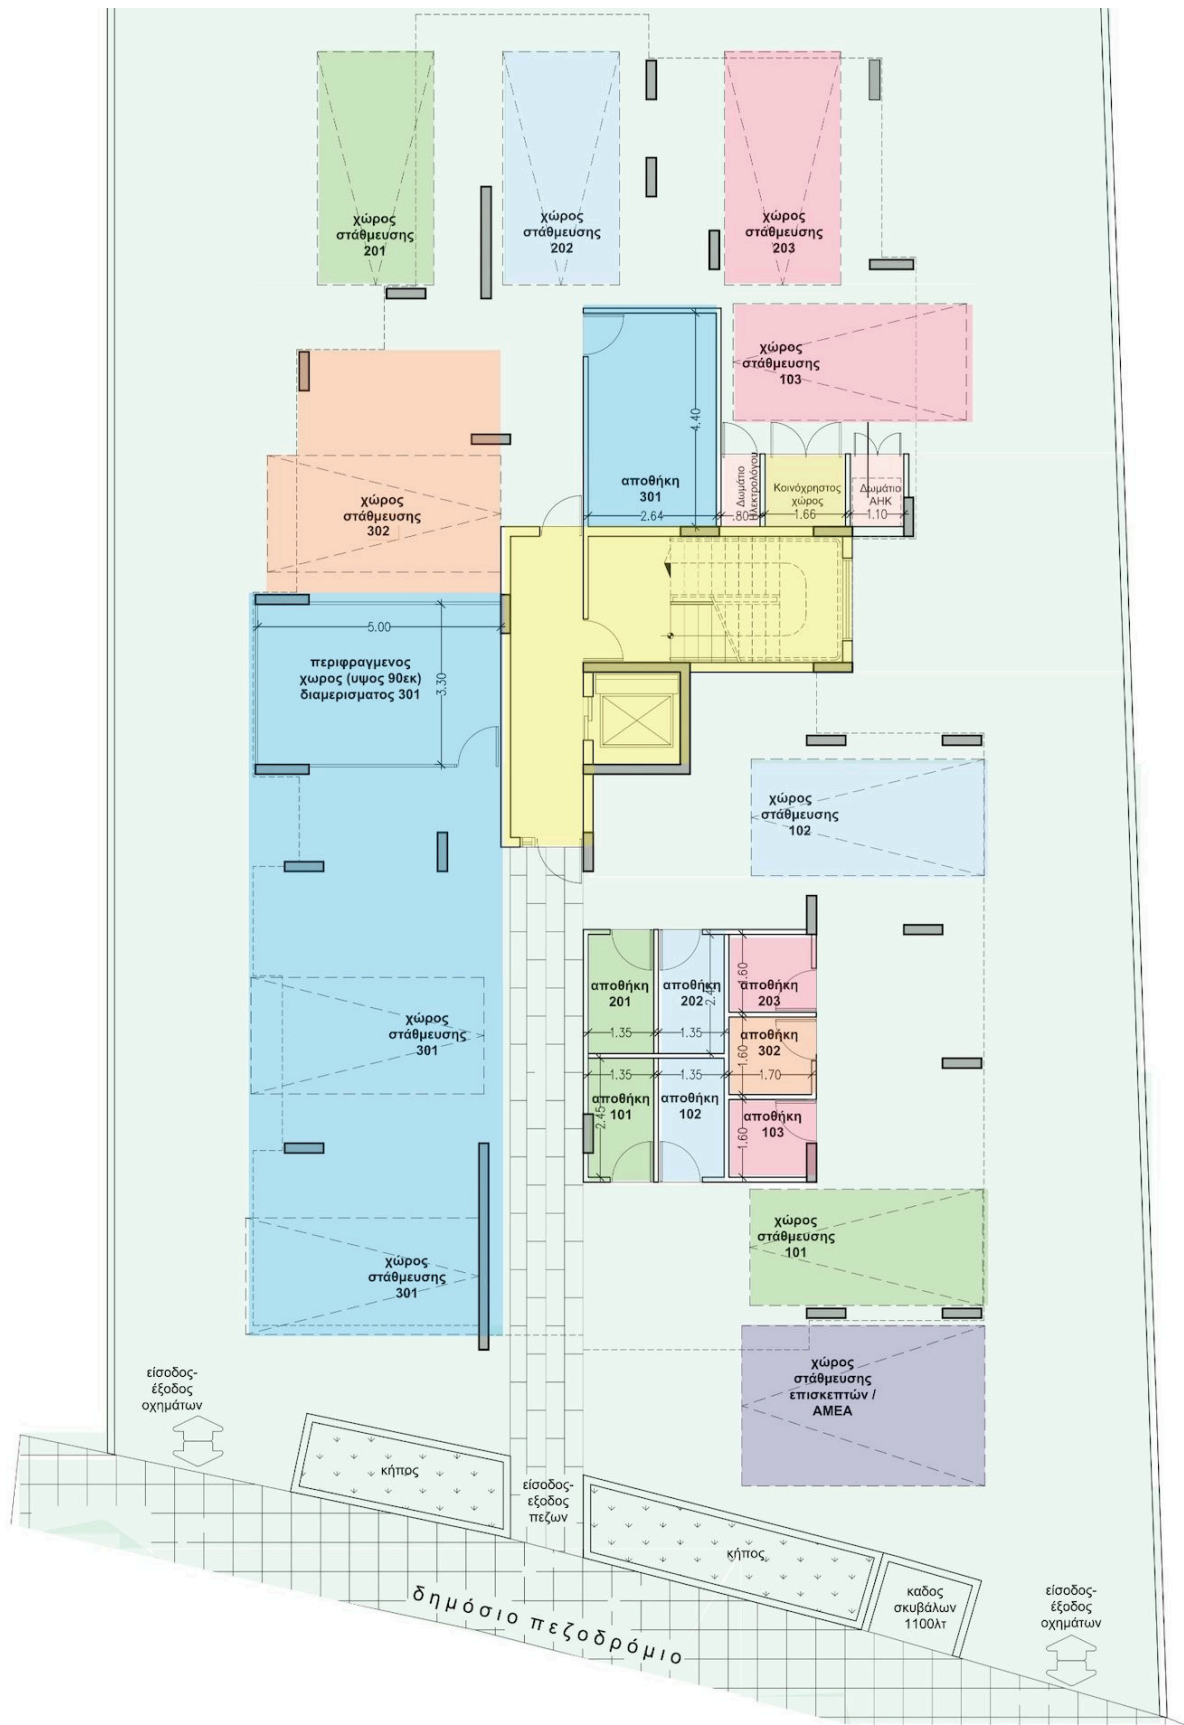 χώρος
στάθμευσης
201
χώρος
στάθμευσης
202
χώρος
στάθμευσης
203
χώρος
στάθμευσης
103
4.40
αποθήκη
301
2.64
Δωμάτιο
Ηλεκτρολόγου
.80
Κοινόχρηστος
χώρος
1.66
Δωμάτιο
ΑΗΚ
1.10
χώρος
στάθμευσης
302
5.00
περιφραγμενος
χωρος (υψος 90εκ)
διαμερισματος 301
3.30
χώρος
στάθμευσης
102
αποθήκη
201
1.35
αποθήκη
202
1.35
2.45
αποθήκη
203
1.60
αποθήκη
302
1.60
1.70
1.35
αποθήκη
101
2.45
1.35
αποθήκη
102
αποθήκη
103
1.60
χώρος
στάθμευσης
301
χώρος
στάθμευσης
101
χώρος
στάθμευσης
301
χώρος
στάθμευσης
επισκεπτών /
ΑΜΕΑ
είσοδος-
έξοδος
οχημάτων
κήπος
είσοδος-
εξοδος
πεζων
κήπος
καδος
σκυβάλων
1100λτ
είσοδος-
έξοδος
οχημάτων
δημόσιο πεζοδρόμιο